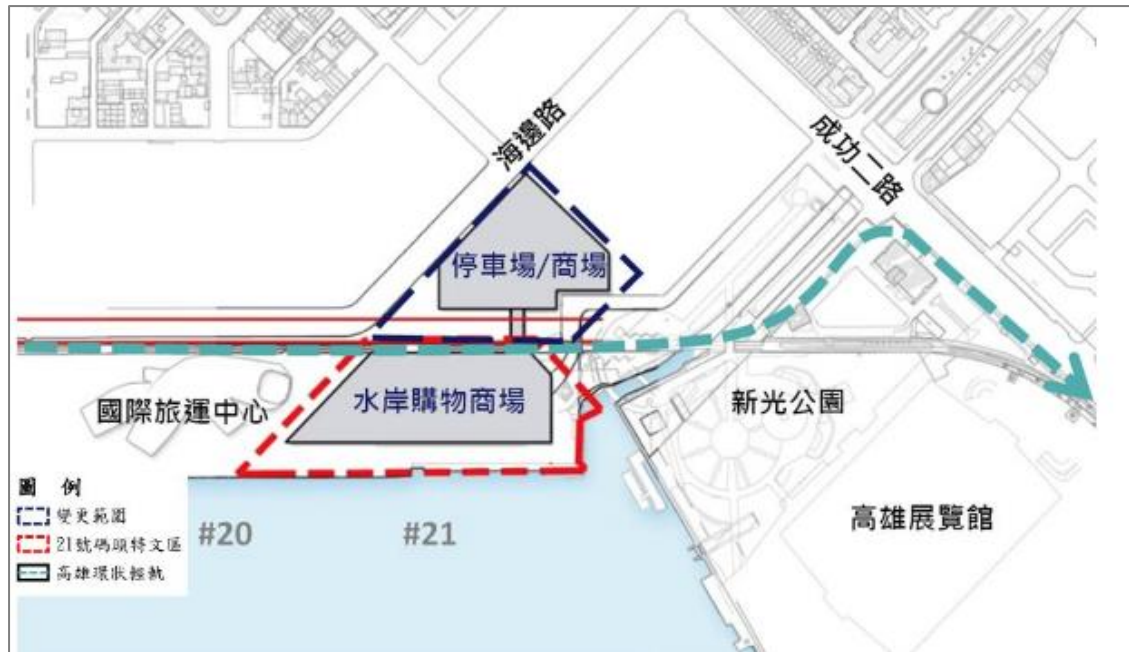 海邊路
成功二路
停車場/商場
國際旅運中心
水岸購物商場
新光公園
高雄展覽館
圖 例
變更範圍
21號碼頭特文區
高雄環狀輕軌
#20
#21